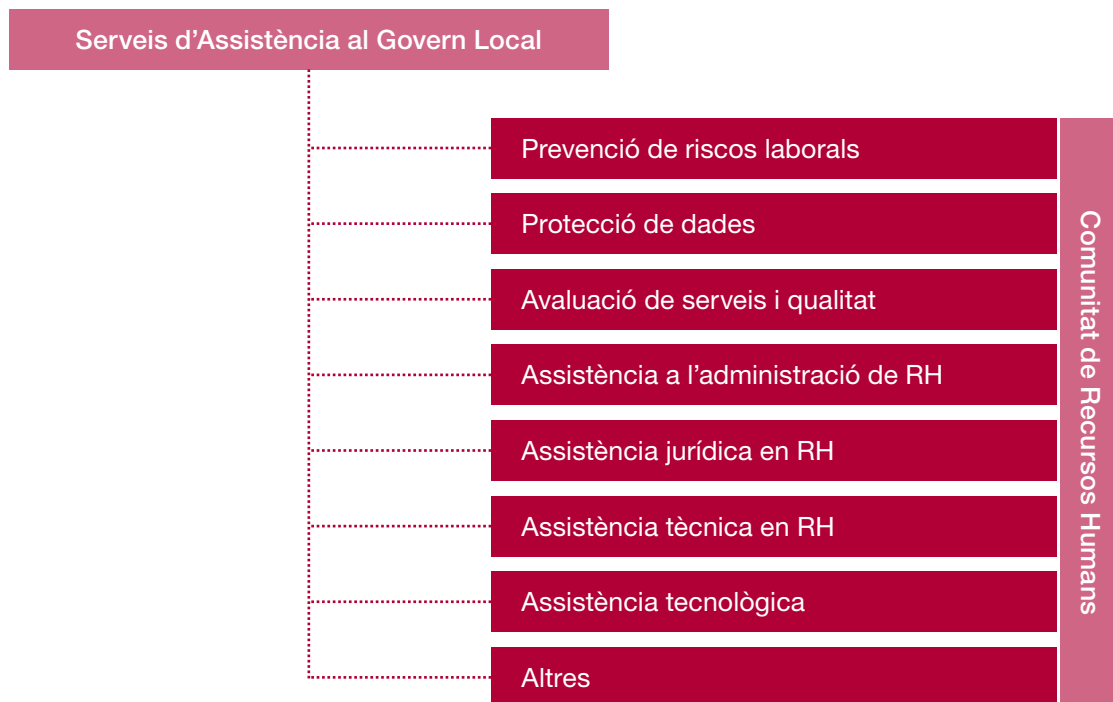 Serveis d’Assistència al Govern Local
Prevenció de riscos laborals
Protecció de dades
Avaluació de serveis i qualitat
Assistència a l’administració de RH
Assistència jurídica en RH
Assistència tècnica en RH
Assistència tecnològica
Altres
Comunitat de Recursos Humans